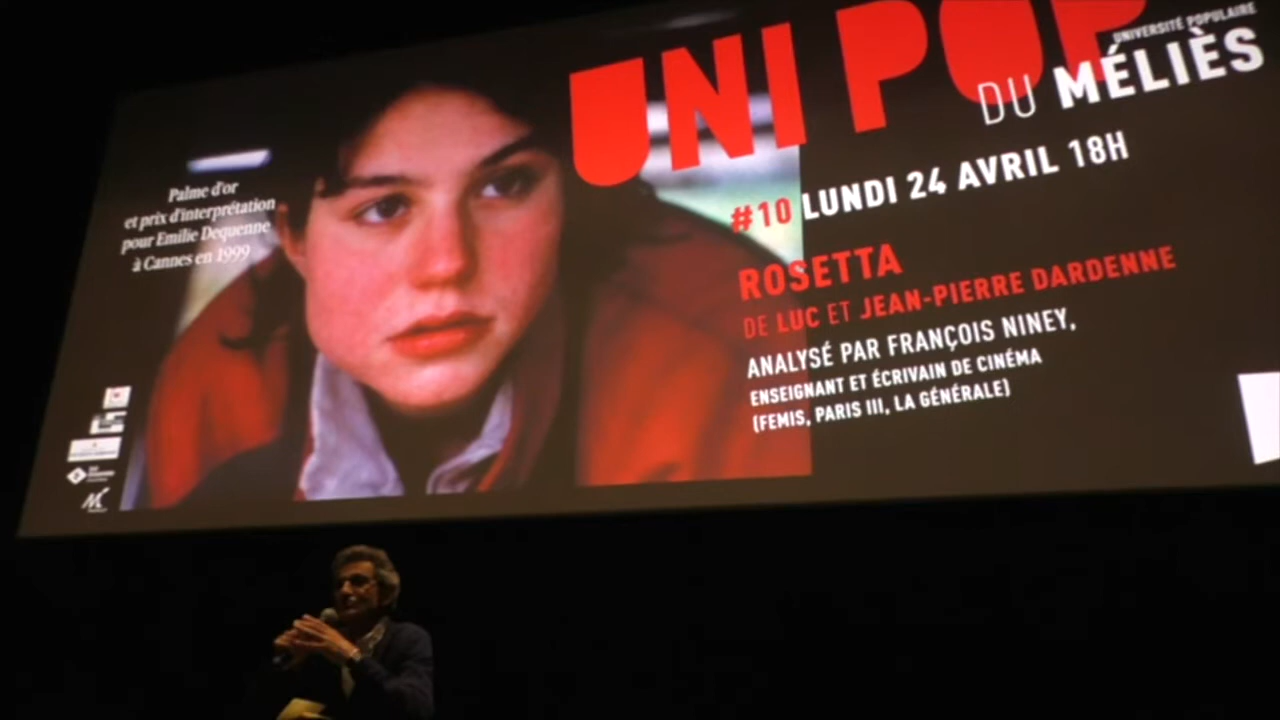 UNI POP
UNIVERSITÉ POPULAIRE
DU MÉLIÈS
Palme d'or
et prix d'interprétation
pour Emilie Dequenne
à Cannes en 1999
#10 LUNDI 24 AVRIL 18H
ROSETTA
DE LUC ET JEAN-PIERRE DARDENNE
ANALYSÉ PAR FRANÇOIS NINEY,
ENSEIGNANT ET ÉCRIVAIN DE CINÉMA
(FEMIS, PARIS III, LA GÉNÉRALE)